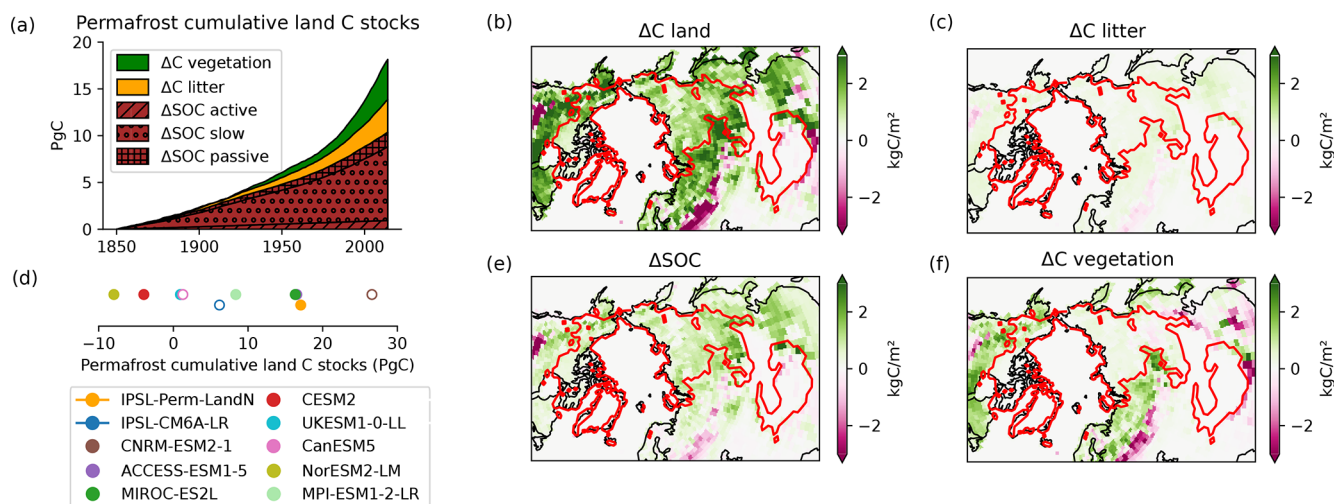 (a)
Permafrost cumulative land C stocks
20
15
10
5
0
PgC
ΔC vegetation
ΔC litter
ΔSOC active
ΔSOC slow
ΔSOC passive
1850 1900 1950 2000
(b)
ΔC land
2
0
−2
kgC/m²
(c)
ΔC litter
2
0
−2
kgC/m²
(d)
−10 0 10 20 30
Permafrost cumulative land C stocks (PgC)
IPSL-Perm-LandN
IPSL-CM6A-LR
CNRM-ESM2-1
ACCESS-ESM1-5
MIROC-ES2L
CESM2
UKESM1-0-LL
CanESM5
NorESM2-LM
MPI-ESM1-2-LR
(e)
ΔSOC
2
0
−2
kgC/m²
(f)
ΔC vegetation
2
0
−2
kgC/m²